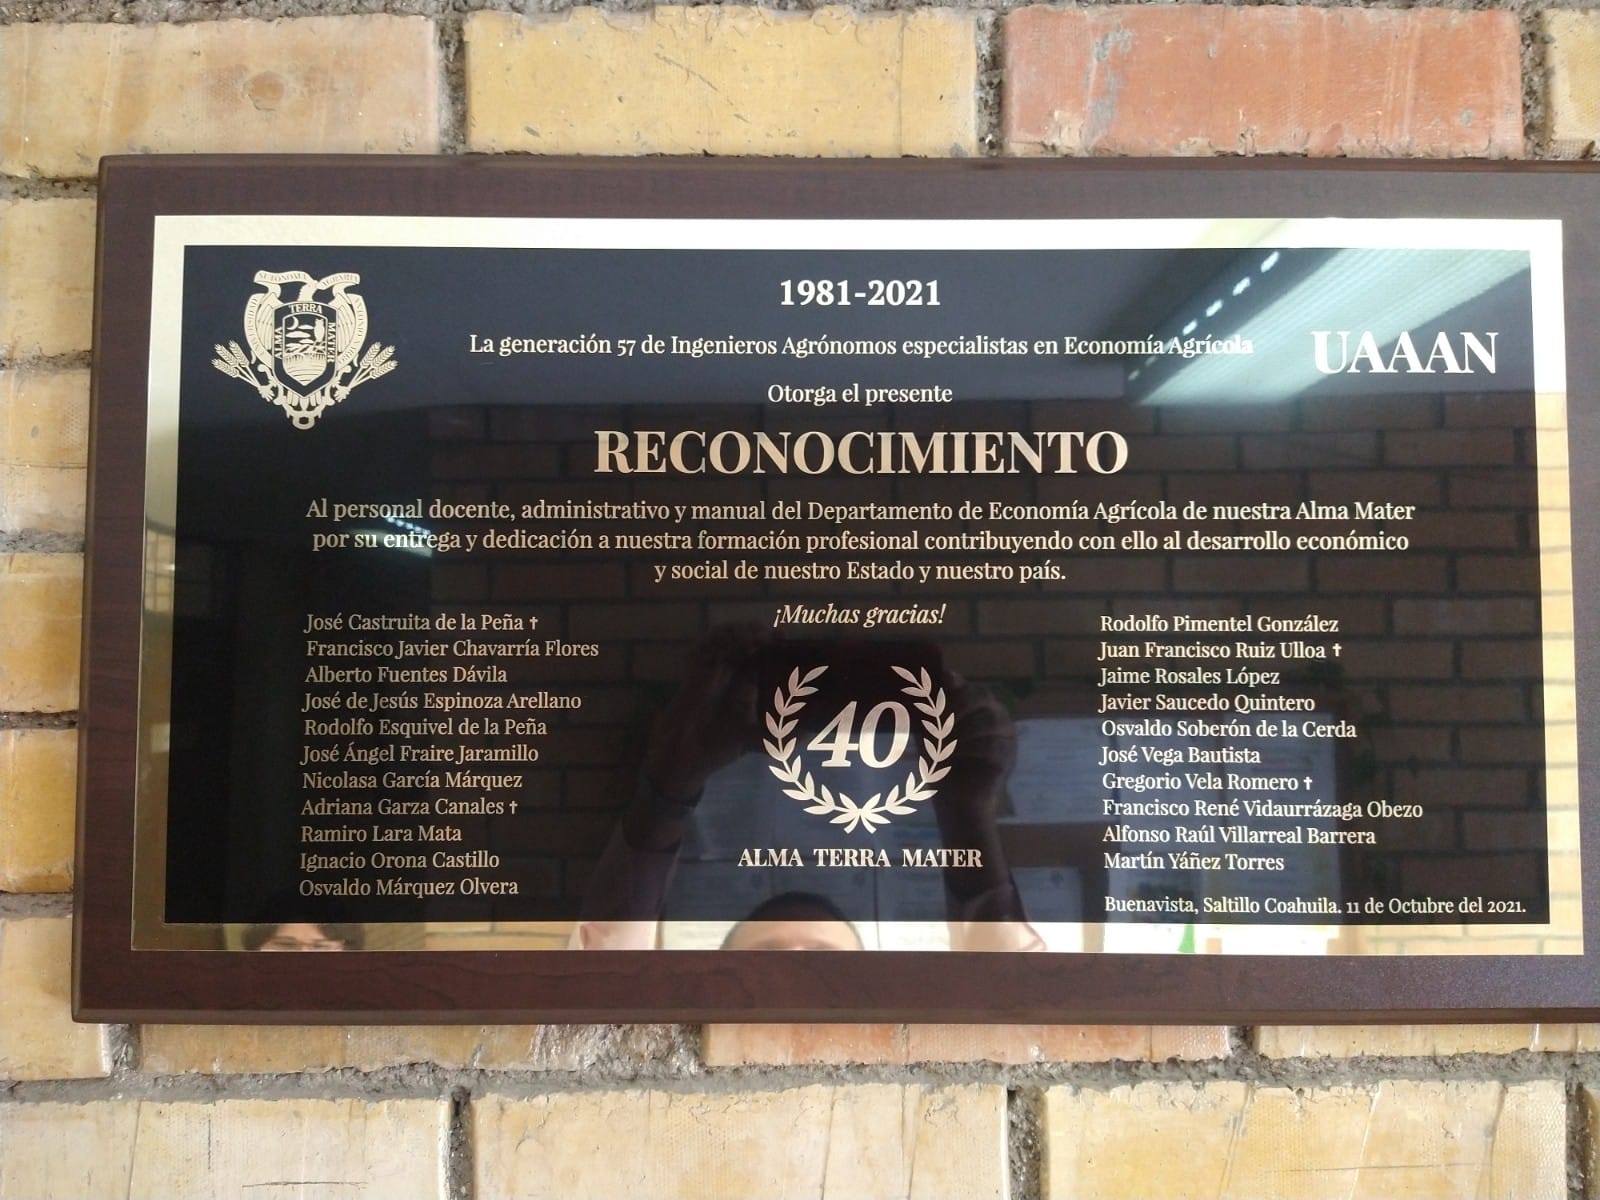 AUTÓNOMA AGRARIA
UNIVERSIDAD
ALMA TERRA MATER
1981-2021
La generación 57 de Ingenieros Agrónomos especialistas en Economía Agrícola
UAAAN
Otorga el presente
RECONOCIMIENTO
Al personal docente, administrativo y manual del Departamento de Economía Agrícola de nuestra Alma Mater
por su entrega y dedicación a nuestra formación profesional contribuyendo con ello al desarrollo económico
y social de nuestro Estado y nuestro país.
¡Muchas gracias!
José Castruita de la Peña ✝
Francisco Javier Chavarría Flores
Alberto Fuentes Dávila
José de Jesús Espinoza Arellano
Rodolfo Esquivel de la Peña
José Ángel Fraire Jaramillo
Nicolasa García Márquez
Adriana Garza Canales ✝
Ramiro Lara Mata
Ignacio Orona Castillo
Osvaldo Márquez Olvera
40
ALMA TERRA MATER
Rodolfo Pimentel González
Juan Francisco Ruiz Ulloa ✝
Jaime Rosales López
Javier Saucedo Quintero
Osvaldo Soberón de la Cerda
José Vega Bautista
Gregorio Vela Romero ✝
Francisco René Vidaurrázaga Obezo
Alfonso Raúl Villarreal Barrera
Martín Yáñez Torres
Buenavista, Saltillo Coahuila. 11 de Octubre del 2021.